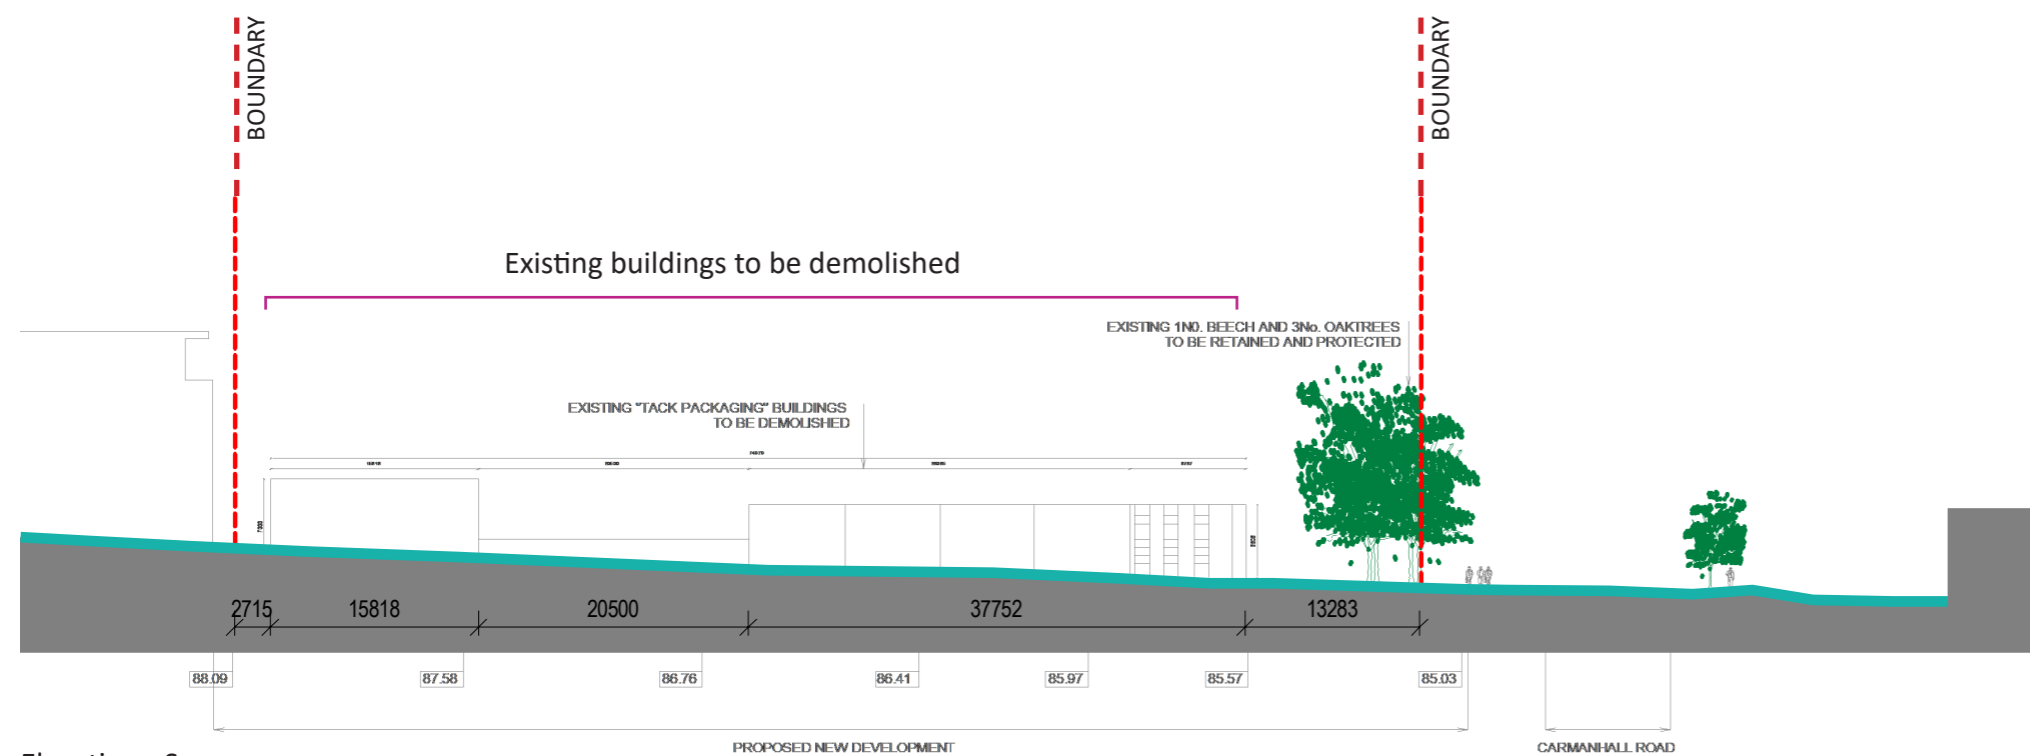 BOUNDARY
BOUNDARY
Existing buildings to be demolished
EXISTING 1NO. BEECH AND 3No. OAKTREES
TO BE RETAINED AND PROTECTED
EXISTING "TACK PACKAGING" BUILDINGS
TO BE DEMOLISHED
2715 15818 20500 37752 13283
88.09 87.58 86.76 86.41 85.97 85.57 85.03
PROPOSED NEW DEVELOPMENT CARMANHALL ROAD